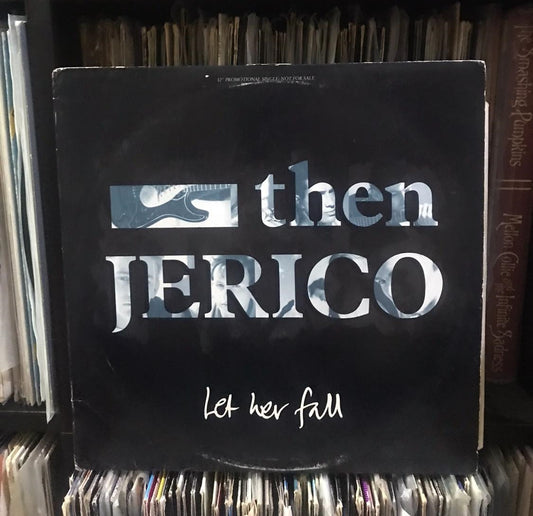 12" PROMOTIONAL SINGLE: NOT FOR SALE
then
JERICO
Let her fall
The Smashing Pumpkins
Mellon Collie and the Infinite Sadness